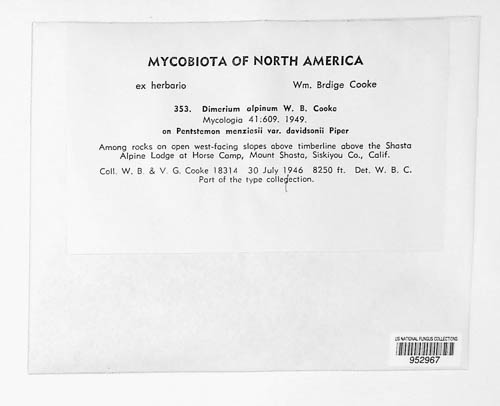 MYCOBIOTA OF NORTH AMERICA
ex herbario Wm. Brdige Cooke
353. Dimerium alpinum W. B. Cooke
Mycologia 41:609. 1949.
on Pentstemon menziesii var. davidsonii Piper
Among rocks on open west-facing slopes above timberline above the Shasta
Alpine Lodge at Horse Camp, Mount Shasta, Siskiyou Co., Calif.
Coll. W. B. & V. G. Cooke 18314 30 July 1946 8250 ft. Det. W. B. C.
Part of the type collection.
US NATIONAL FUNGUS COLLECTIONS
952967